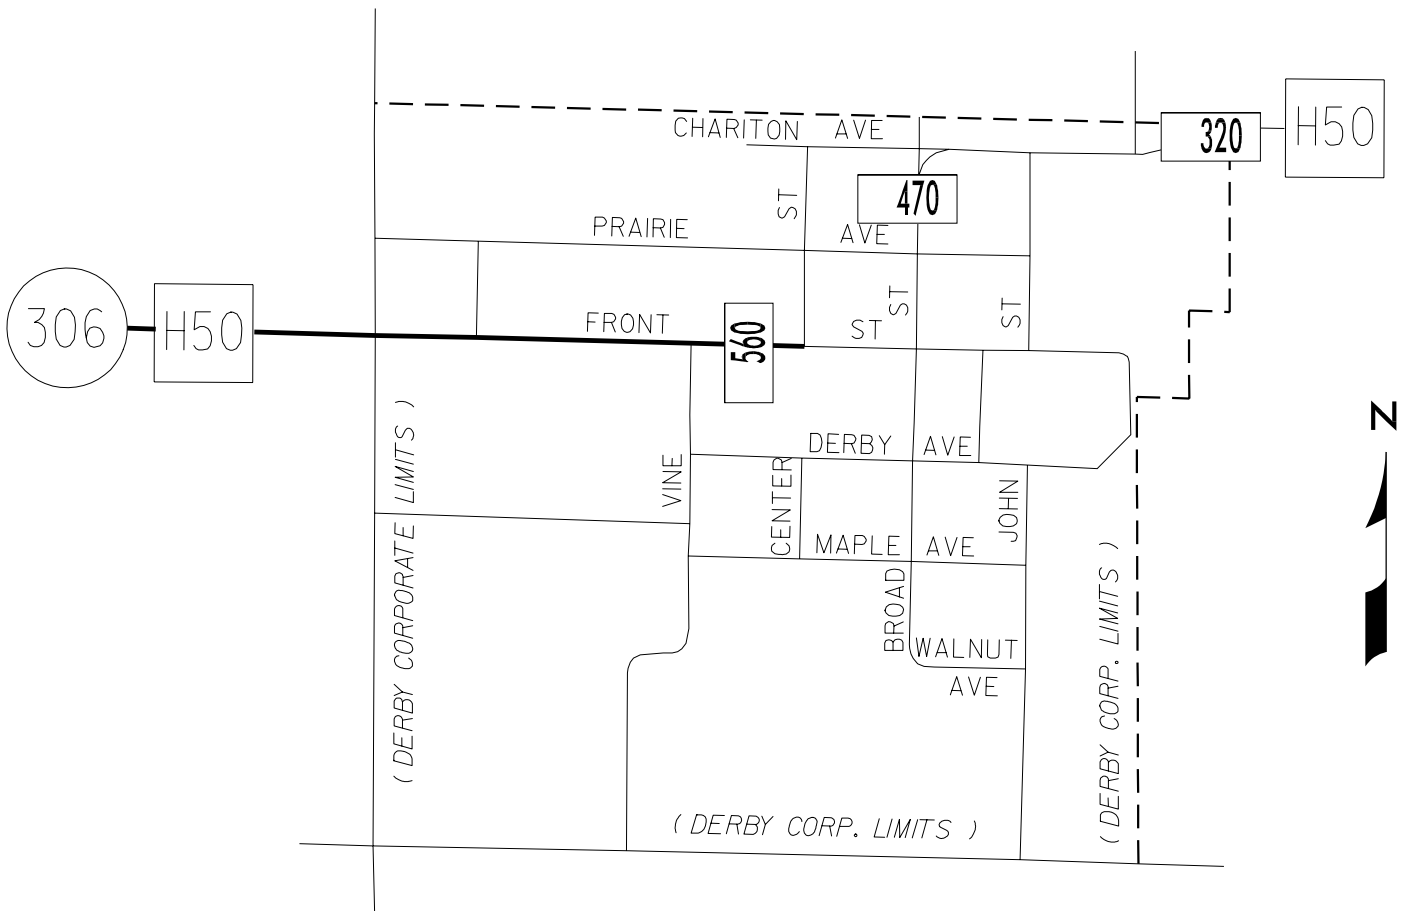 H50
CHARITON AVE
320
ST
470
PRAIRIE AVE
306
H50
FRONT ST
ST
ST
560
N
( DERBY CORPORATE LIMITS )
DERBY AVE
VINE
CENTER
JOHN
MAPLE AVE
BROAD
WALNUT
AVE
( DERBY CORP. LIMITS )
( DERBY CORP. LIMITS )